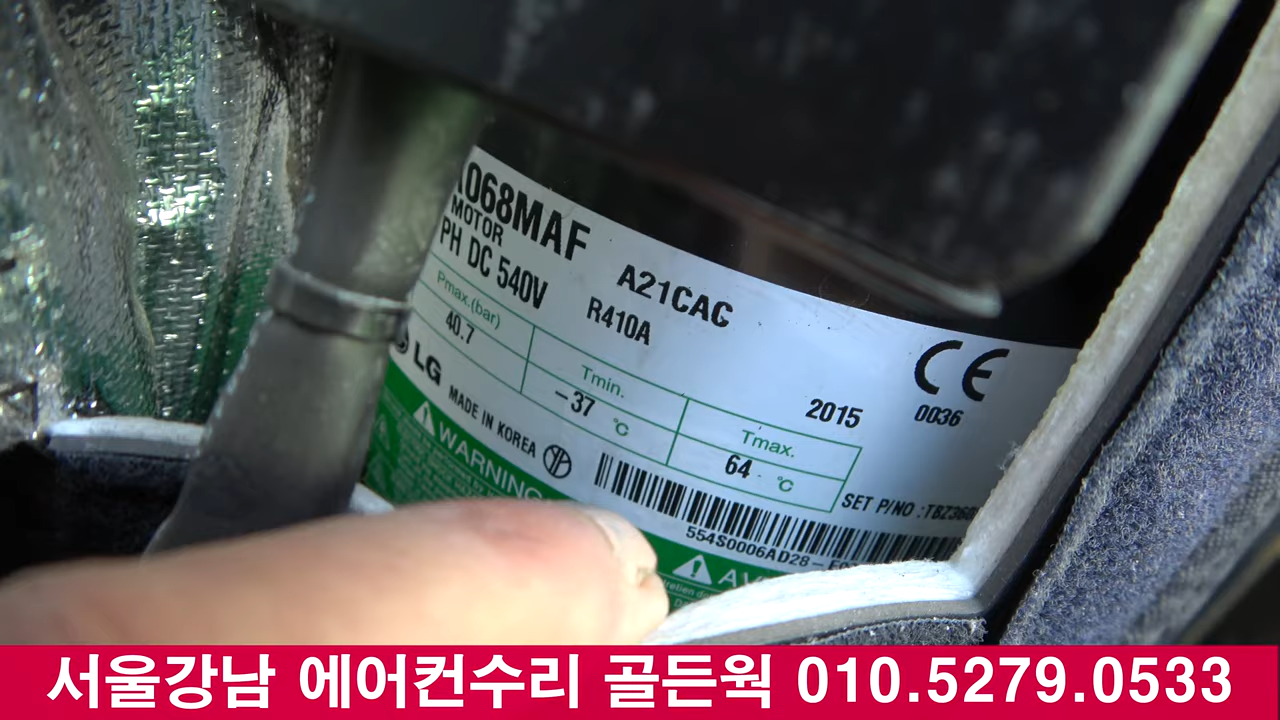 068MAF
MOTOR
PH DC 540V
A21CAC
R410A
Pmax.(bar)
40.7
Tmin.
-37 ℃
Tmax.
64 ℃
2015
CE
0036
LG
MADE IN KOREA
SET P/NO :TBZ360
554S0006AD28-
WARNING
서울강남 에어컨수리 골든웍 010.5279.0533